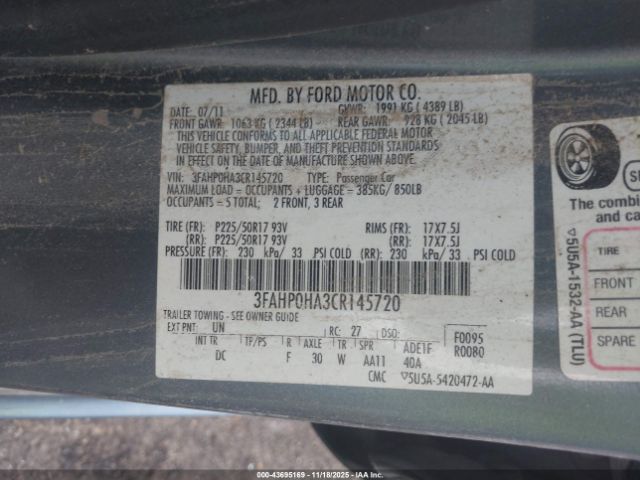 MFD. BY FORD MOTOR CO.
DATE: 07/11 GVWR: 1991 KG ( 4389 LB)
FRONT GAWR: 1063 KG ( 2344 LB) REAR GAWR: 928 KG ( 2045 LB)
THIS VEHICLE CONFORMS TO ALL APPLICABLE FEDERAL MOTOR
VEHICLE SAFETY, BUMPER, AND THEFT PREVENTION STANDARDS
IN EFFECT ON THE DATE OF MANUFACTURE SHOWN ABOVE.
VIN: 3FAHP0HA3CR145720 TYPE: Passenger Car
MAXIMUM LOAD = OCCUPANTS + LUGGAGE = 385KG/ 850LB
OCCUPANTS = 5 TOTAL; 2 FRONT, 3 REAR
TIRE (FR): P225/50R17 93V RIMS (FR): 17X7.5J
(RR): P225/50R17 93V (RR): 17X7.5J
PRESSURE (FR): 230 kPa/ 33 PSI COLD (RR): 230 kPa/ 33 PSI COLD
3FAHP0HA3CR145720
TRAILER TOWING - SEE OWNER GUIDE
EXT PNT: UN RC: 27 DSO: F0095
INT TR TP/PS R AXLE TR SPR ADE1F R0080
DC F 30 W AA11 40A
CMC ▽5U5A-5420472-AA
The combin
and ca
TIRE
FRONT
REAR
SPARE
▽5U5A-1532-AA (TLU)
000-43695169 - 11/18/2025 - IAAI.COM